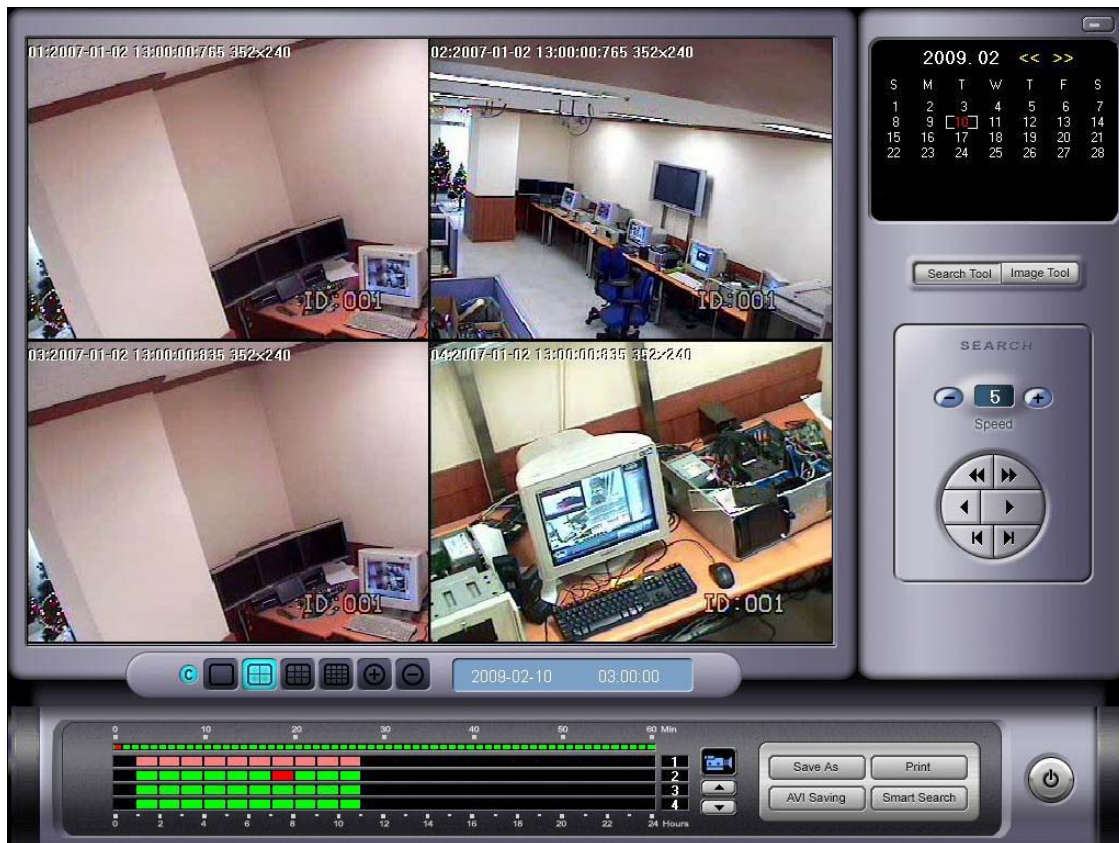 01:2007-01-02 13:00:00:765 352x240
02:2007-01-02 13:00:00:765 352x240
ID:001
ID:001
03:2007-01-02 13:00:00:835 352x240
04:2007-01-02 13:00:00:835 352x240
ID:001
ID:001
2009.02 << >>
S M T W T F S
1 2 3 4 5 6 7
8 9 10 11 12 13 14
15 16 17 18 19 20 21
22 23 24 25 26 27 28
Search Tool Image Tool
SEARCH
5
Speed
C
2009-02-10 03:00:00
0 10 20 30 40 50 60 Min
1
2
3
4
0 2 4 6 8 10 12 14 16 18 20 22 24 Hours
Save As Print
AVI Saving Smart Search